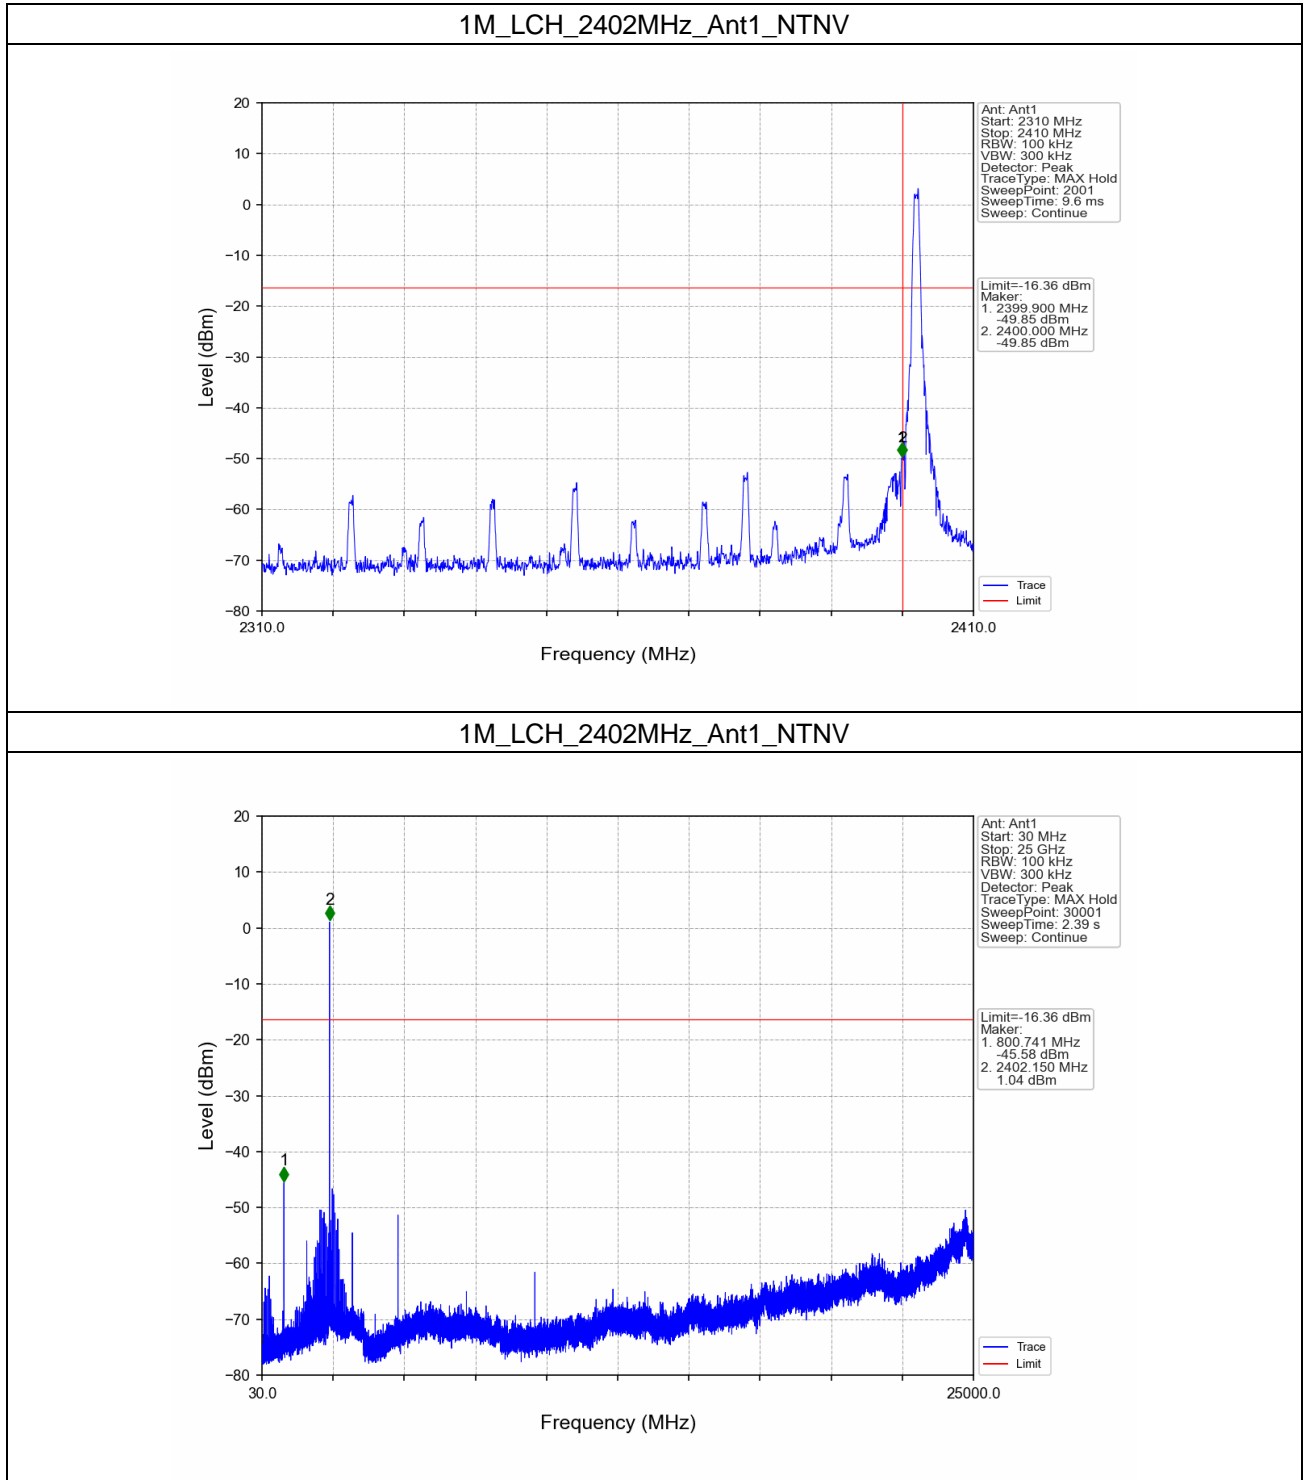 1M_LCH_2402MHz_Ant1_NTNV
20
10
0
−10
−20
−30
−40
−50
−60
−70
−80
Level (dBm)
2310.0
2410.0
Frequency (MHz)
2
Ant: Ant1
Start: 2310 MHz
Stop: 2410 MHz
RBW: 100 kHz
VBW: 300 kHz
Detector: Peak
TraceType: MAX Hold
SweepPoint: 2001
SweepTime: 9.6 ms
Sweep: Continue
Limit=-16.36 dBm
Maker:
1. 2399.900 MHz
-49.85 dBm
2. 2400.000 MHz
-49.85 dBm
Trace
Limit
1M_LCH_2402MHz_Ant1_NTNV
20
10
0
−10
−20
−30
−40
−50
−60
−70
−80
Level (dBm)
30.0
25000.0
Frequency (MHz)
1
2
Ant: Ant1
Start: 30 MHz
Stop: 25 GHz
RBW: 100 kHz
VBW: 300 kHz
Detector: Peak
TraceType: MAX Hold
SweepPoint: 30001
SweepTime: 2.39 s
Sweep: Continue
Limit=-16.36 dBm
Maker:
1. 800.741 MHz
-45.58 dBm
2. 2402.150 MHz
1.04 dBm
Trace
Limit